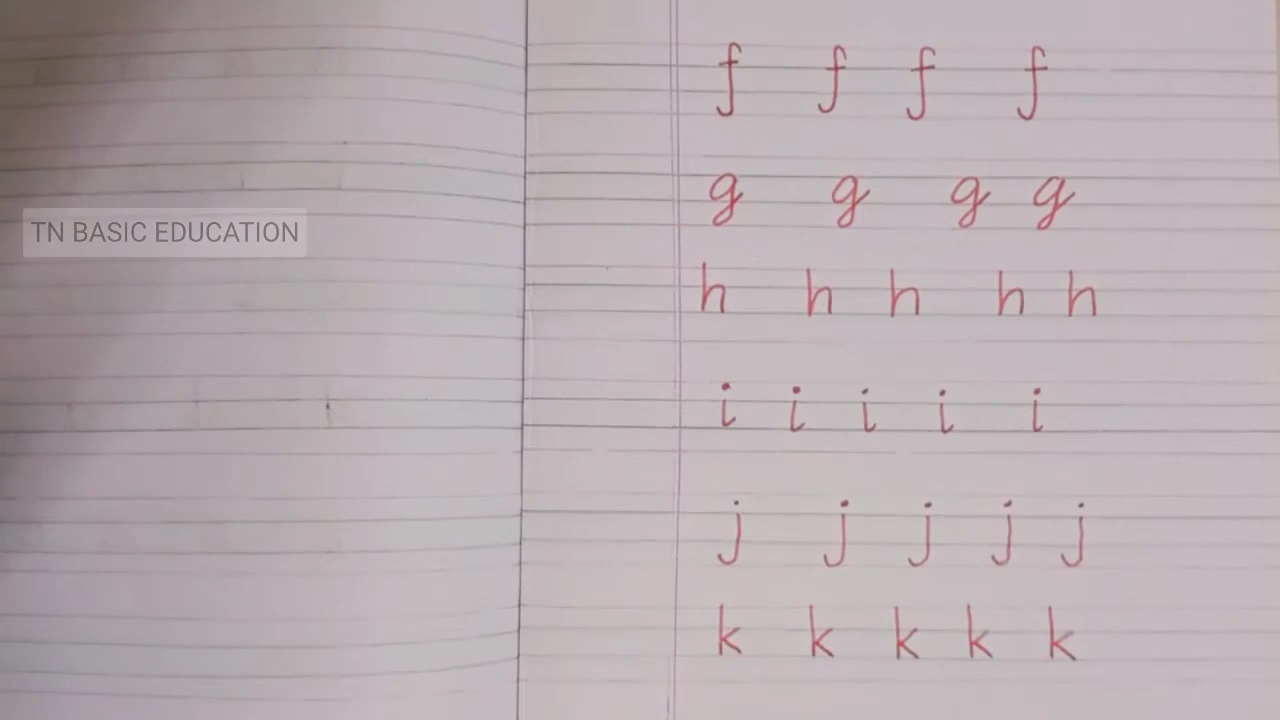 f f f f
g g g g
TN BASIC EDUCATION
h h h h h
i i i i i
j j j j j
k k k k k